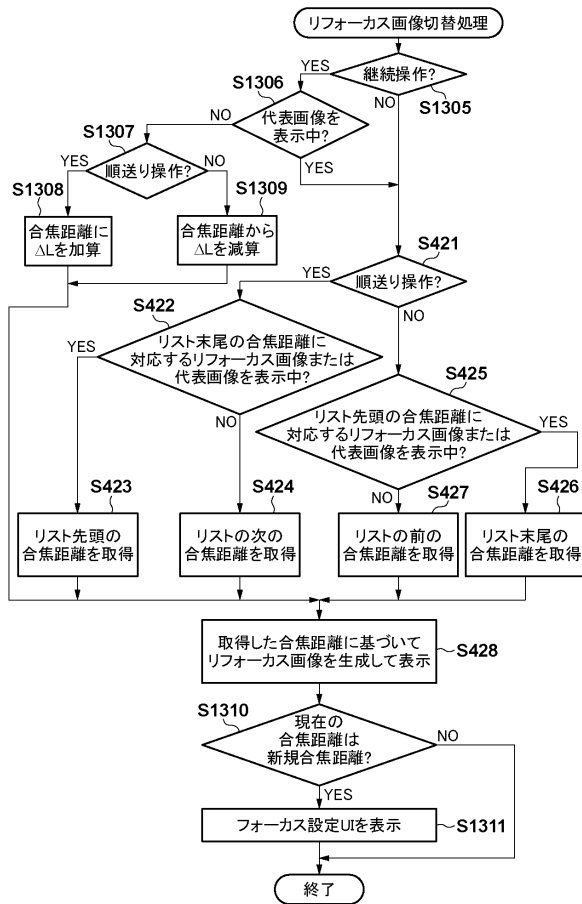 リフォーカス画像切替処理
継続操作?
YES
NO
S1305
S1306
代表画像を
表示中?
NO
YES
S1307
順送り操作?
YES
NO
S1308
合焦距離に
ΔLを加算
S1309
合焦距離から
ΔLを減算
S421
順送り操作?
YES
NO
S422
リスト末尾の合焦距離に
対応するリフォーカス画像または
代表画像を表示中?
YES
NO
S425
リスト先頭の合焦距離に
対応するリフォーカス画像または
代表画像を表示中?
YES
NO
S423
リスト先頭の
合焦距離を取得
S424
リストの次の
合焦距離を取得
S427
リストの前の
合焦距離を取得
S426
リスト末尾の
合焦距離を取得
取得した合焦距離に基づいて
リフォーカス画像を生成して表示
S428
S1310
現在の
合焦距離は
新規合焦距離?
NO
YES
フォーカス設定UIを表示
S1311
終了